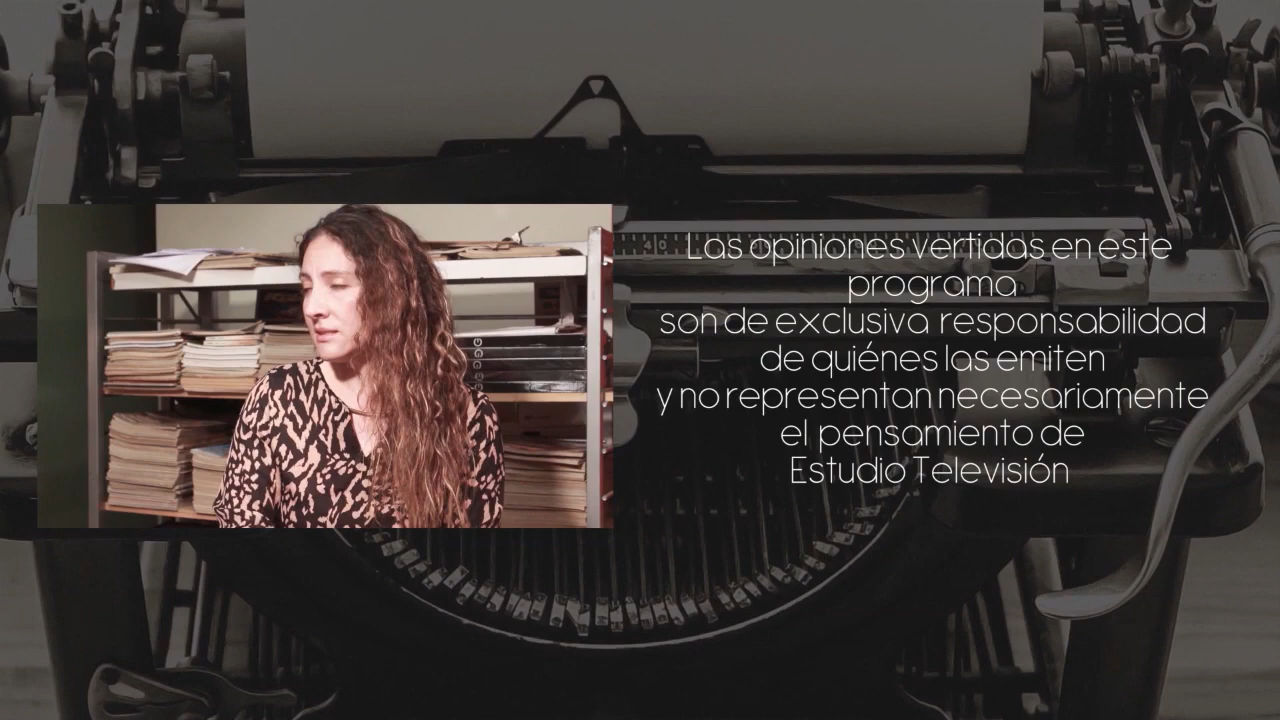 Las opiniones vertidas en este
programa
son de exclusiva responsabilidad
de quiénes las emiten
y no representan necesariamente
el pensamiento de
Estudio Televisión
40